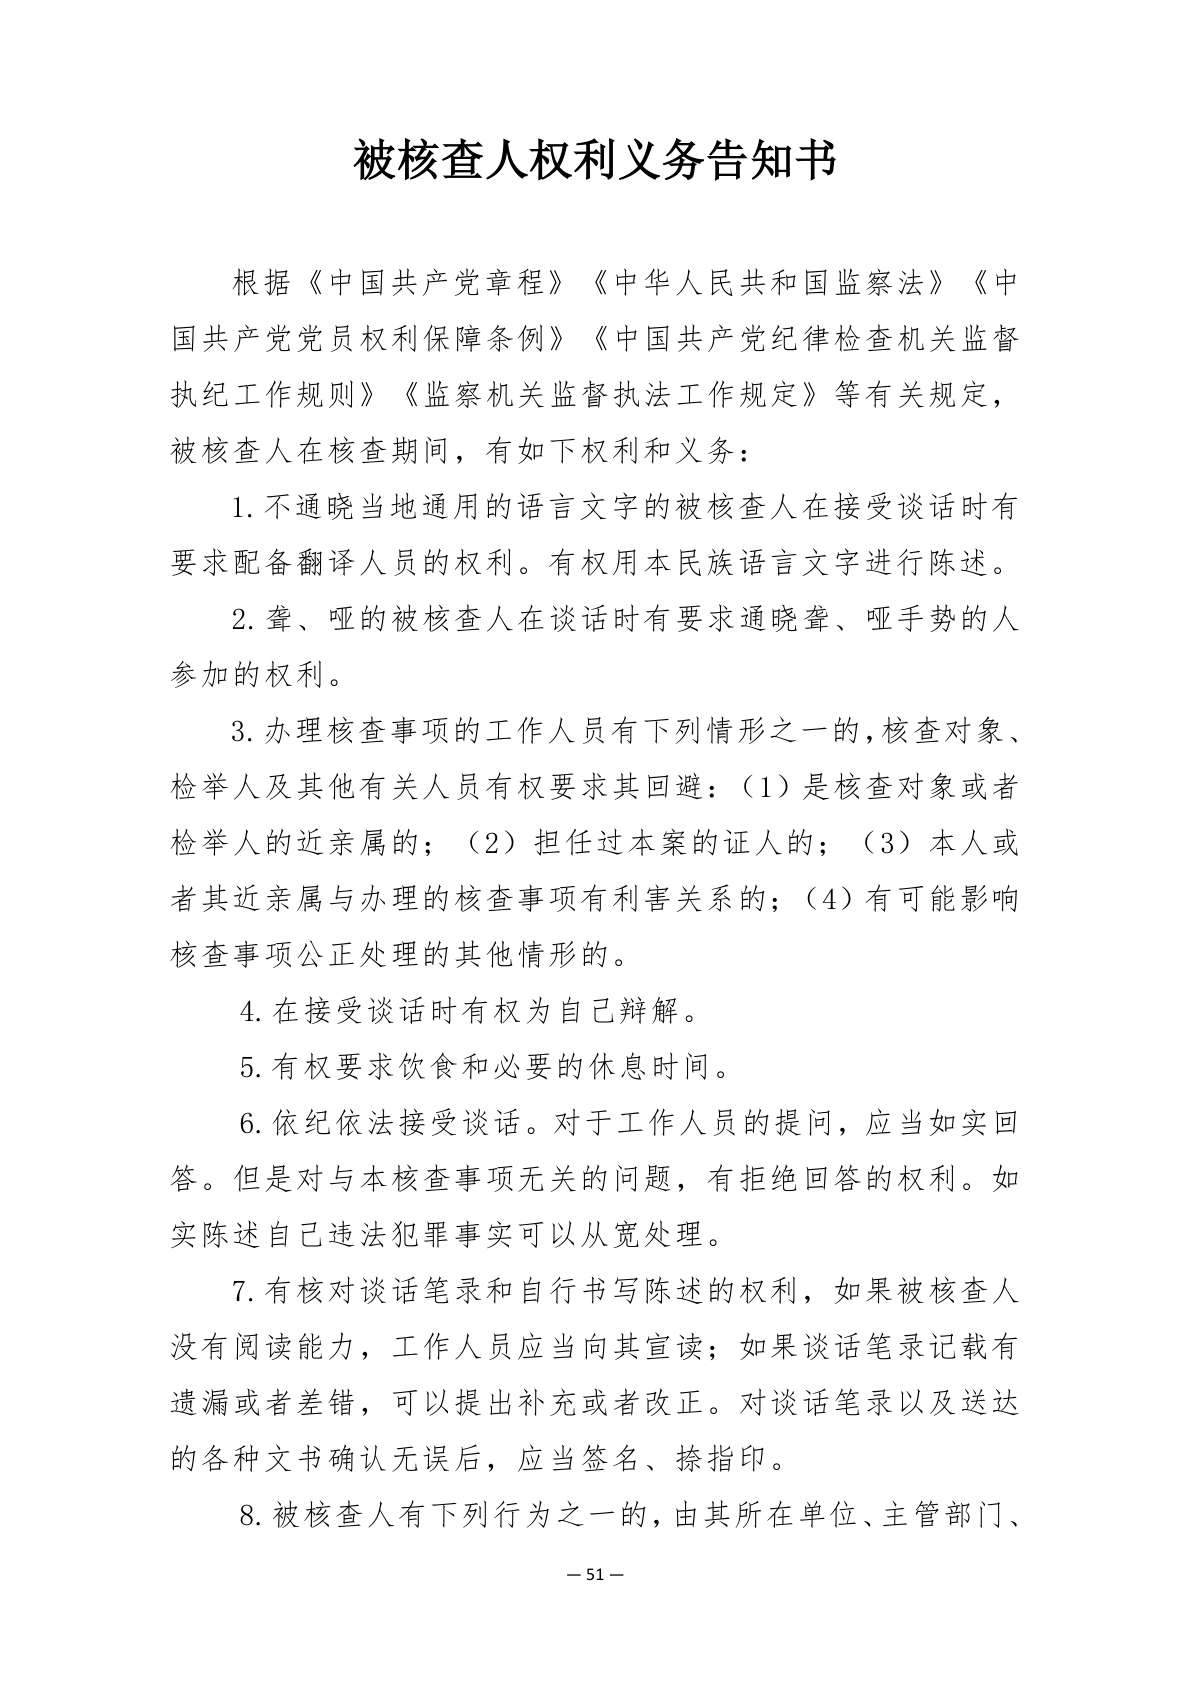 被核查人权利义务告知书
根据《中国共产党章程》《中华人民共和国监察法》《中
国共产党党员权利保障条例》《中国共产党纪律检查机关监督
执纪工作规则》《监察机关监督执法工作规定》等有关规定，
被核查人在核查期间，有如下权利和义务：
1.不通晓当地通用的语言文字的被核查人在接受谈话时有
要求配备翻译人员的权利。有权用本民族语言文字进行陈述。
2.聋、哑的被核查人在谈话时有要求通晓聋、哑手势的人
参加的权利。
3.办理核查事项的工作人员有下列情形之一的，核查对象、
检举人及其他有关人员有权要求其回避：（1）是核查对象或者
检举人的近亲属的；（2）担任过本案的证人的；（3）本人或
者其近亲属与办理的核查事项有利害关系的；（4）有可能影响
核查事项公正处理的其他情形的。
4.在接受谈话时有权为自己辩解。
5.有权要求饮食和必要的休息时间。
6.依纪依法接受谈话。对于工作人员的提问，应当如实回
答。但是对与本核查事项无关的问题，有拒绝回答的权利。如
实陈述自己违法犯罪事实可以从宽处理。
7.有核对谈话笔录和自行书写陈述的权利，如果被核查人
没有阅读能力，工作人员应当向其宣读；如果谈话笔录记载有
遗漏或者差错，可以提出补充或者改正。对谈话笔录以及送达
的各种文书确认无误后，应当签名、捺指印。
8.被核查人有下列行为之一的，由其所在单位、主管部门、
— 51 —